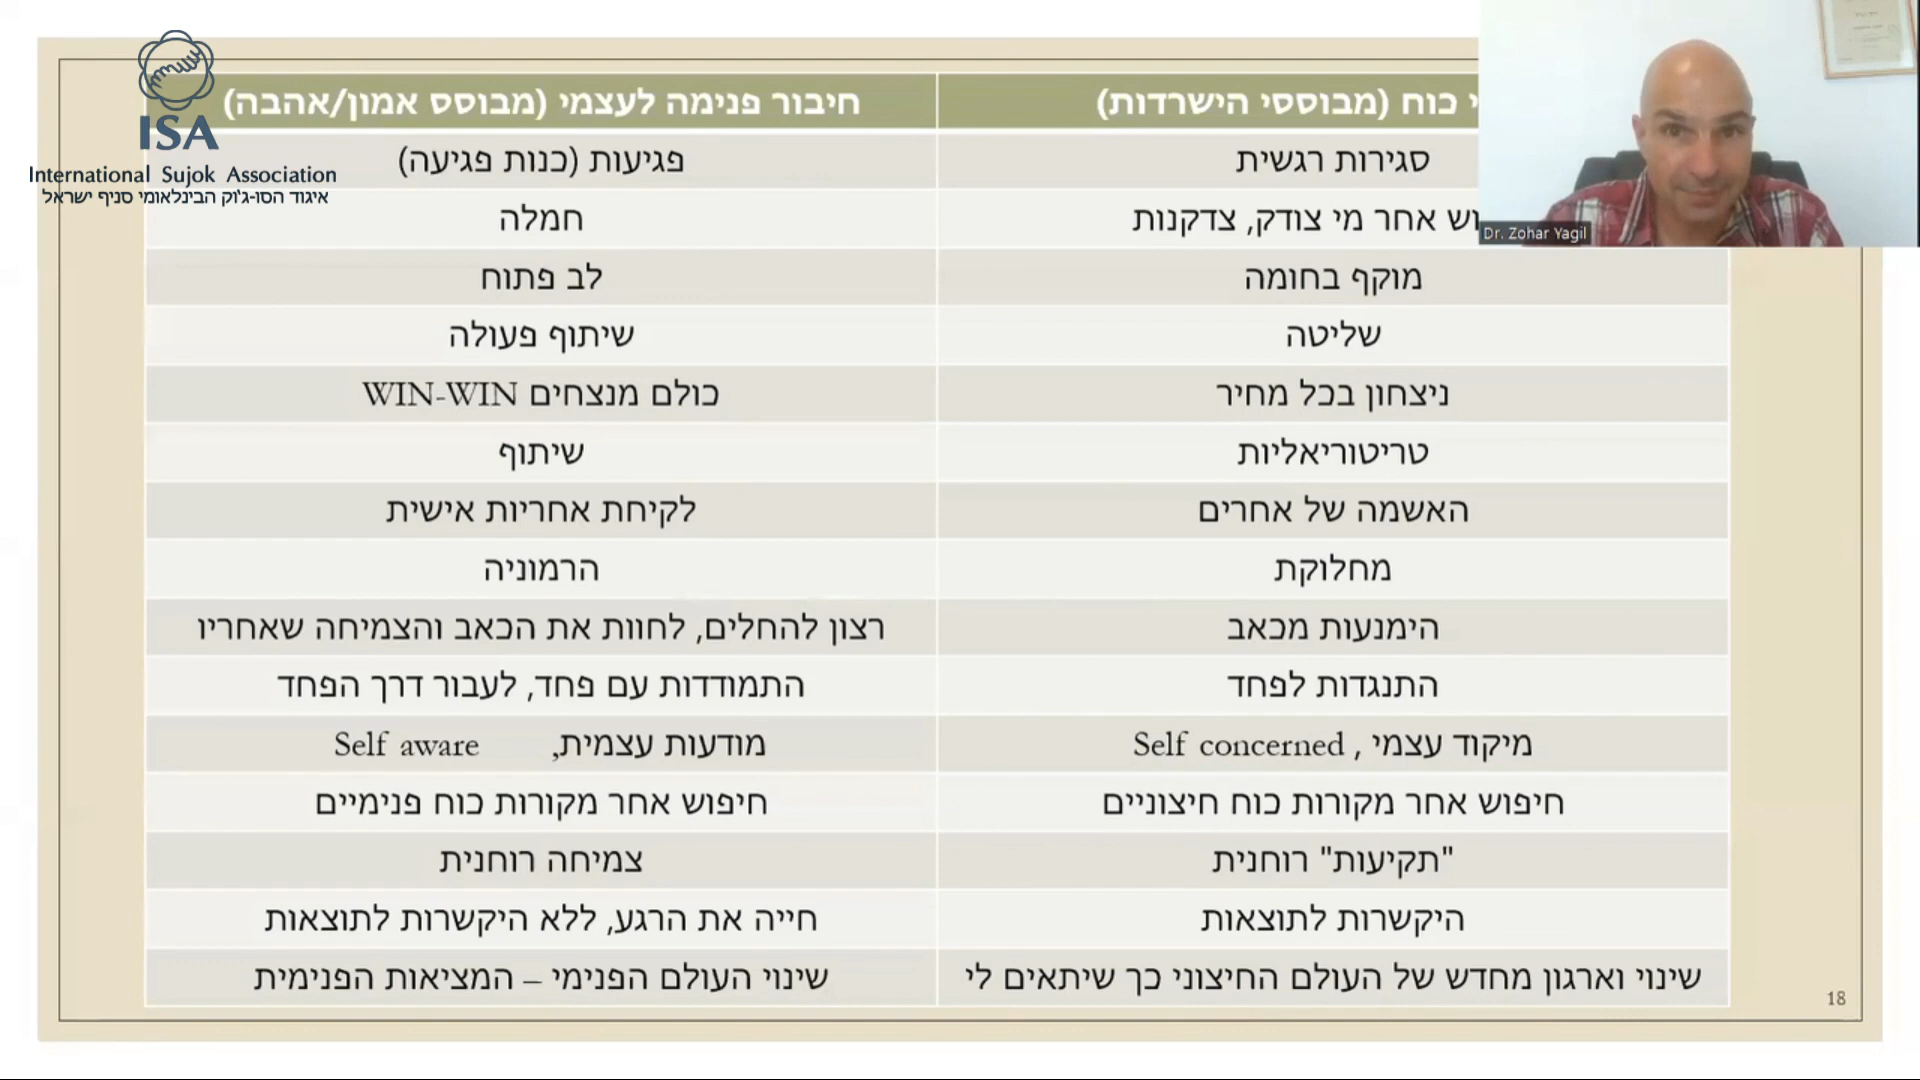 ISA
International Sujok Association
איגוד הסו-ג'וק הבינלאומי סניף ישראל
כוח (מבוססי הישרדות) חיבור פנימה לעצמי (מבוסס אמון/אהבה)
סגירות רגשית פגיעות (כנות פגיעה)
אחר מי צודק, צדקנות חמלה
מוקף בחומה לב פתוח
שליטה שיתוף פעולה
ניצחון בכל מחיר כולם מנצחים WIN-WIN
טריטוריאליות שיתוף
האשמה של אחרים לקיחת אחריות אישית
מחלוקת הרמוניה
הימנעות מכאב רצון להחלים, לחוות את הכאב והצמיחה שאחריו
התנגדות לפחד התמודדות עם פחד, לעבור דרך הפחד
מיקוד עצמי , Self concerned מודעות עצמית, Self aware
חיפוש אחר מקורות כוח חיצוניים חיפוש אחר מקורות כוח פנימיים
"תקיעות" רוחנית צמיחה רוחנית
היקשרות לתוצאות חייה את הרגע, ללא היקשרות לתוצאות
שינוי וארגון מחדש של העולם החיצוני כך שיתאים לי שינוי העולם הפנימי – המציאות הפנימית
18
Dr. Zohar Yagil